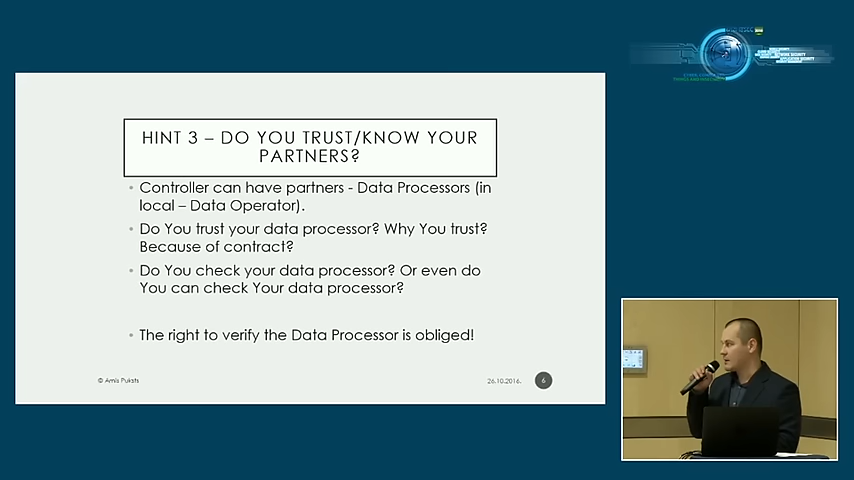 HINT 3 – DO YOU TRUST/KNOW YOUR
PARTNERS?
• Controller can have partners - Data Processors (in
local – Data Operator).
• Do You trust your data processor? Why You trust?
Because of contract?
• Do You check your data processor? Or even do
You can check Your data processor?
• The right to verify the Data Processor is obliged!
© Arnis Puksts
26.10.2016.
6